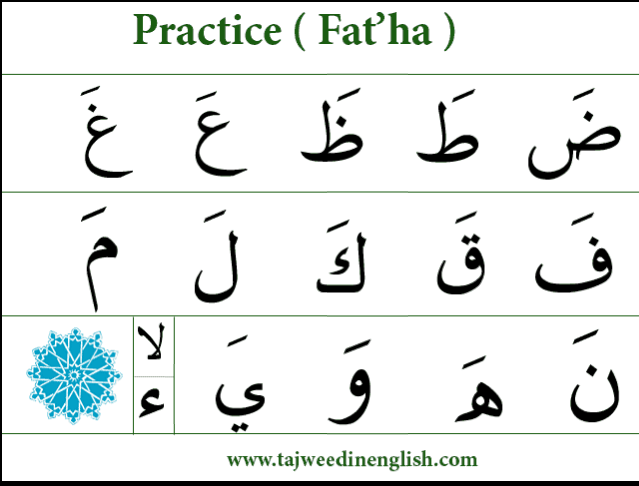 Practice ( Fat’ha )
ضَ طَ ظَ عَ غَ
فَ قَ كَ لَ مَ
نَ هَ وَ يَ لا ء
www.tajweedinenglish.com